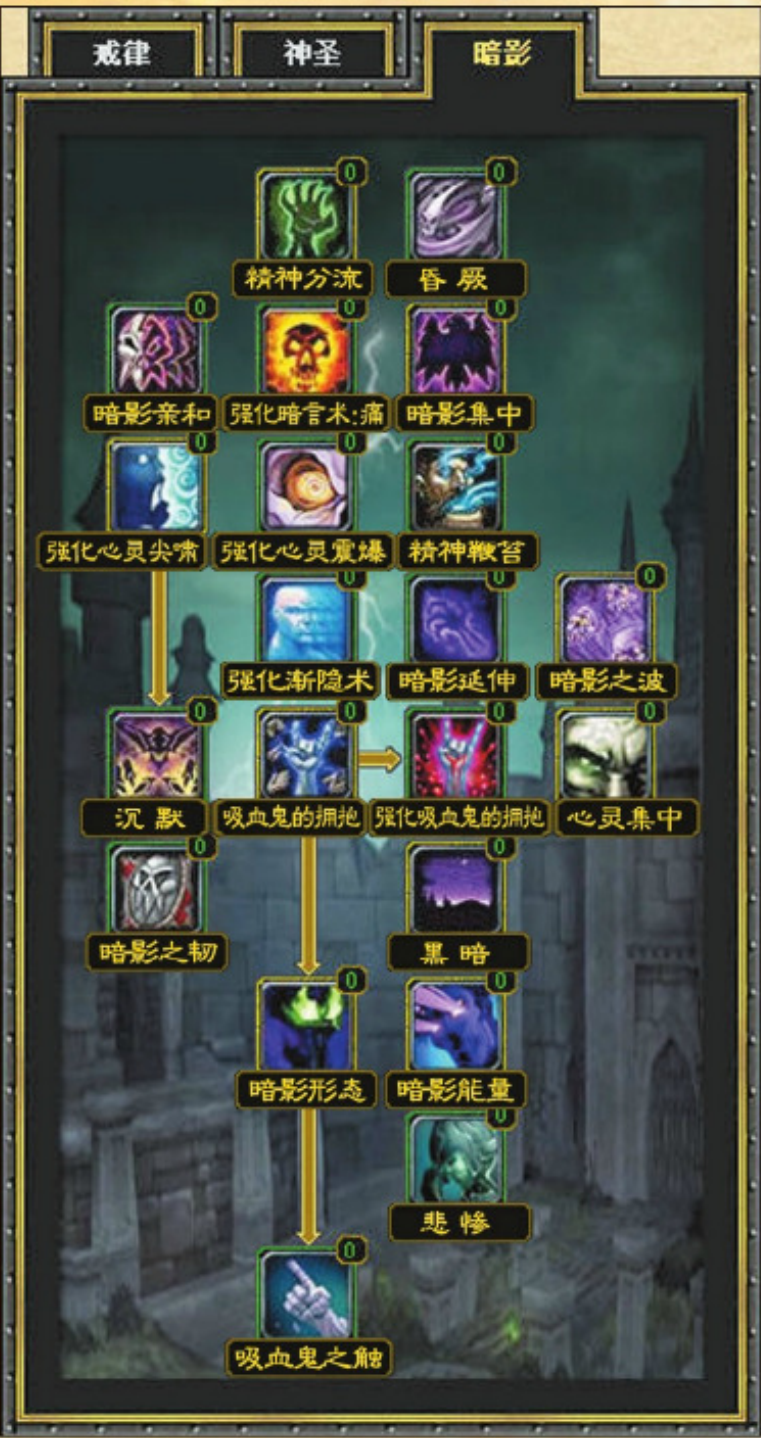 戒律 神圣 暗影
0 0
精神分流 昏厥
0 0 0
暗影亲和 强化暗言术:痛 暗影集中
0 0 0
强化心灵尖啸 强化心灵震爆 精神鞭笞
0 0 0
强化渐隐术 暗影延伸 暗影之波
0 0 0 0
沉默 吸血鬼的拥抱 强化吸血鬼的拥抱 心灵集中
0 0
暗影之韧 黑暗
0 0
暗影形态 暗影能量
0
悲惨
0
吸血鬼之触